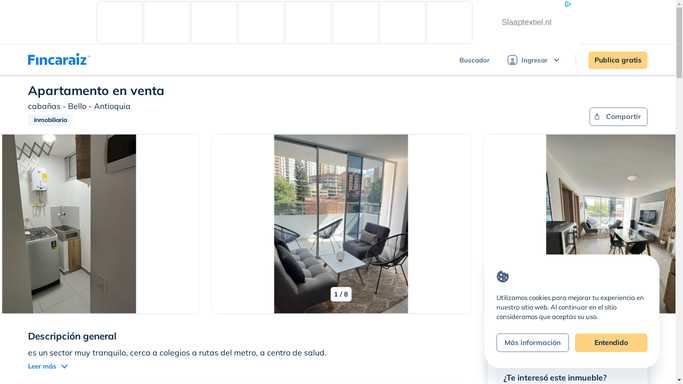 Slaaptextiel.nl
Fincaraiz
Buscador
Ingresar
Publica gratis
Apartamento en venta
cabañas - Bello - Antioquia
Inmobiliaria
Compartir
1 / 8
Utilizamos cookies para mejorar tu experiencia en
nuestro sitio web. Al continuar en el sitio
consideramos que aceptas su uso.
Más información
Entendido
Descripción general
es un sector muy tranquilo, cerca a colegios a rutas del metro, a centro de salud.
Leer más
¿Te interesó este inmueble?